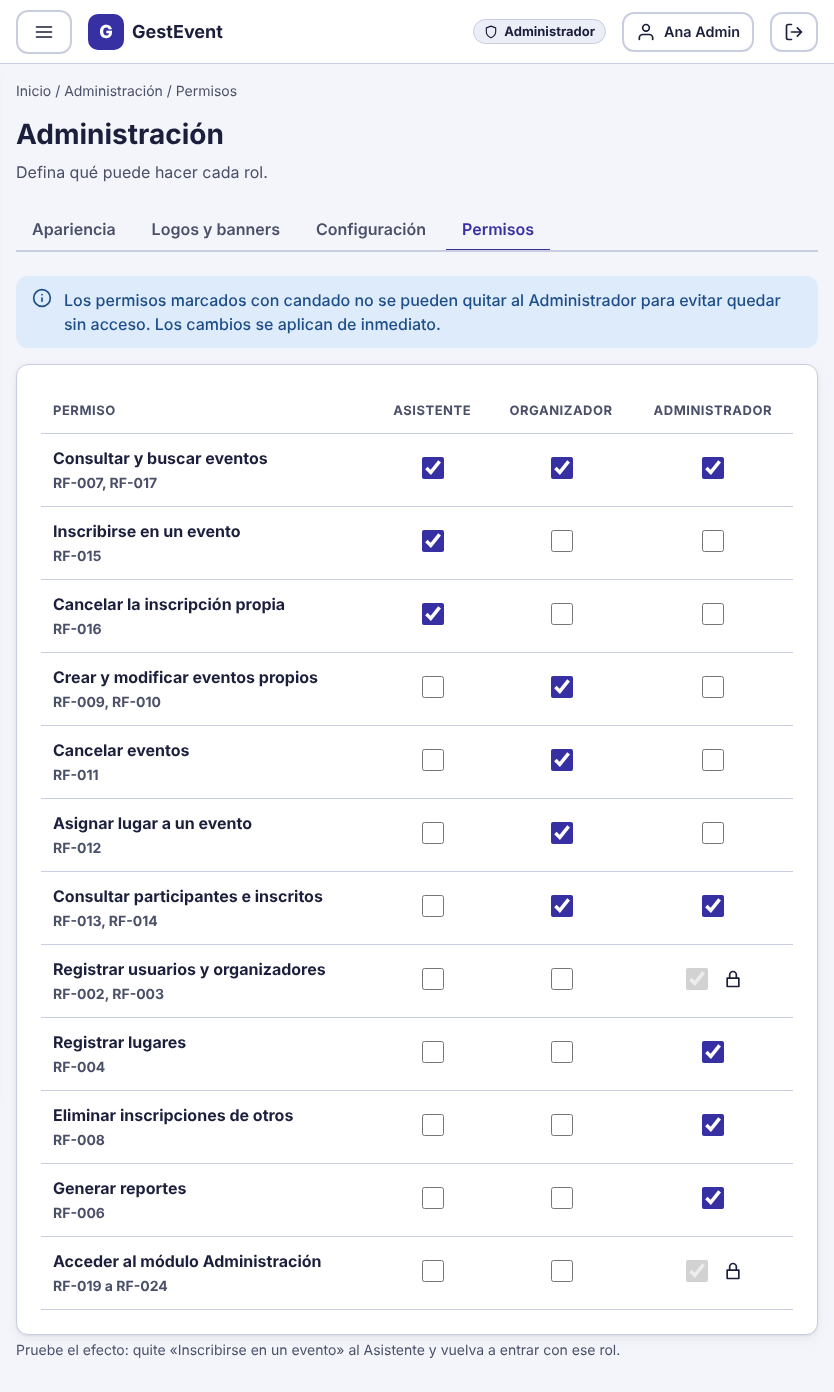 G GestEvent Administrador Ana Admin
Inicio / Administración / Permisos
Administración
Defina qué puede hacer cada rol.
Apariencia Logos y banners Configuración Permisos
Los permisos marcados con candado no se pueden quitar al Administrador para evitar quedar
sin acceso. Los cambios se aplican de inmediato.
PERMISO ASISTENTE ORGANIZADOR ADMINISTRADOR
Consultar y buscar eventos
RF-007, RF-017
Inscribirse en un evento
RF-015
Cancelar la inscripción propia
RF-016
Crear y modificar eventos propios
RF-009, RF-010
Cancelar eventos
RF-011
Asignar lugar a un evento
RF-012
Consultar participantes e inscritos
RF-013, RF-014
Registrar usuarios y organizadores
RF-002, RF-003
Registrar lugares
RF-004
Eliminar inscripciones de otros
RF-008
Generar reportes
RF-006
Acceder al módulo Administración
RF-019 a RF-024
Pruebe el efecto: quite «Inscribirse en un evento» al Asistente y vuelva a entrar con ese rol.